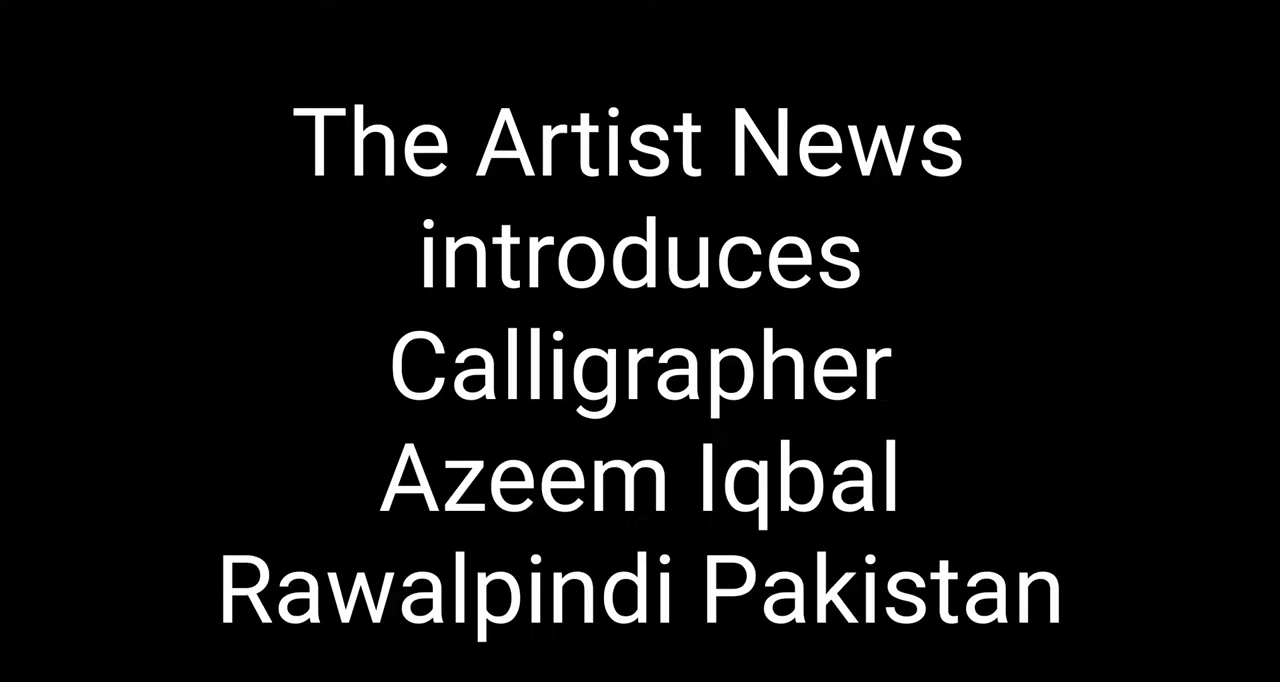 The Artist News
introduces
Calligrapher
Azeem Iqbal
Rawalpindi Pakistan